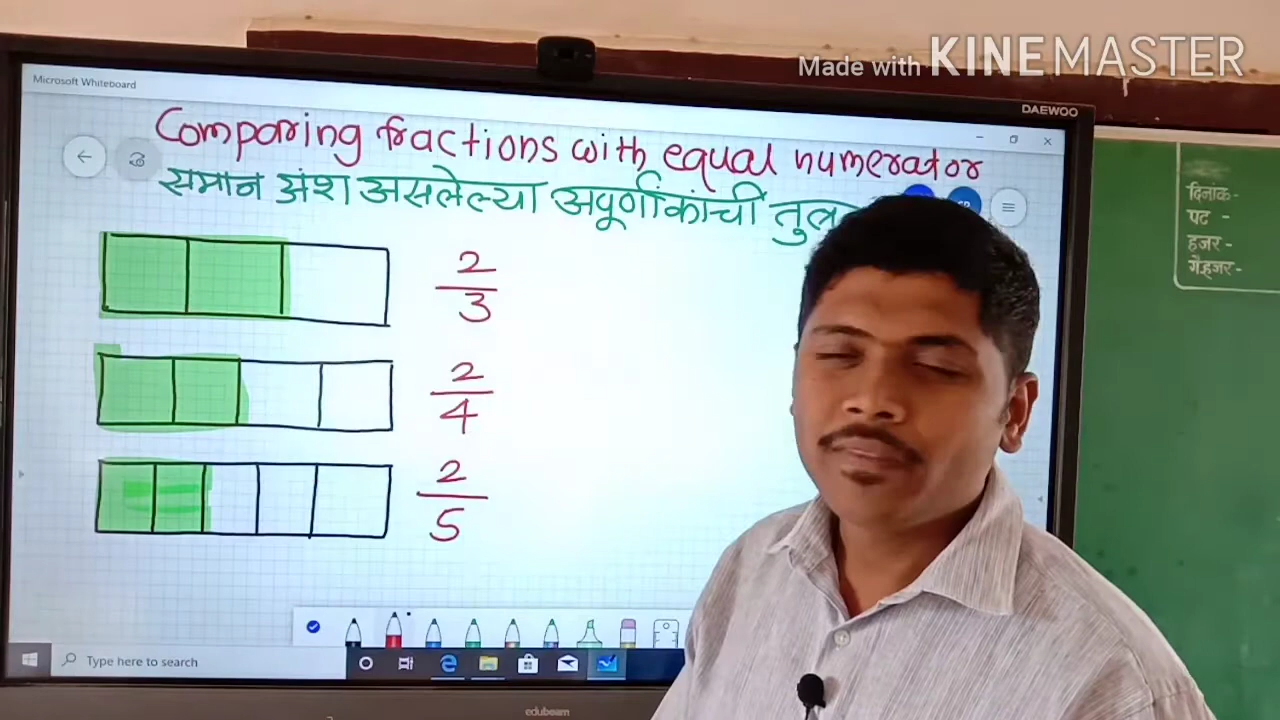 Made with KINEMASTER
Microsoft Whiteboard
DAEWOO
Comparing fractions with equal numerator
समान अंश असलेल्या अपूर्णांकांची
2
3
2
4
2
5
दिनाक-
पट -
हजर -
गैहजर-
Type here to search
edubeam